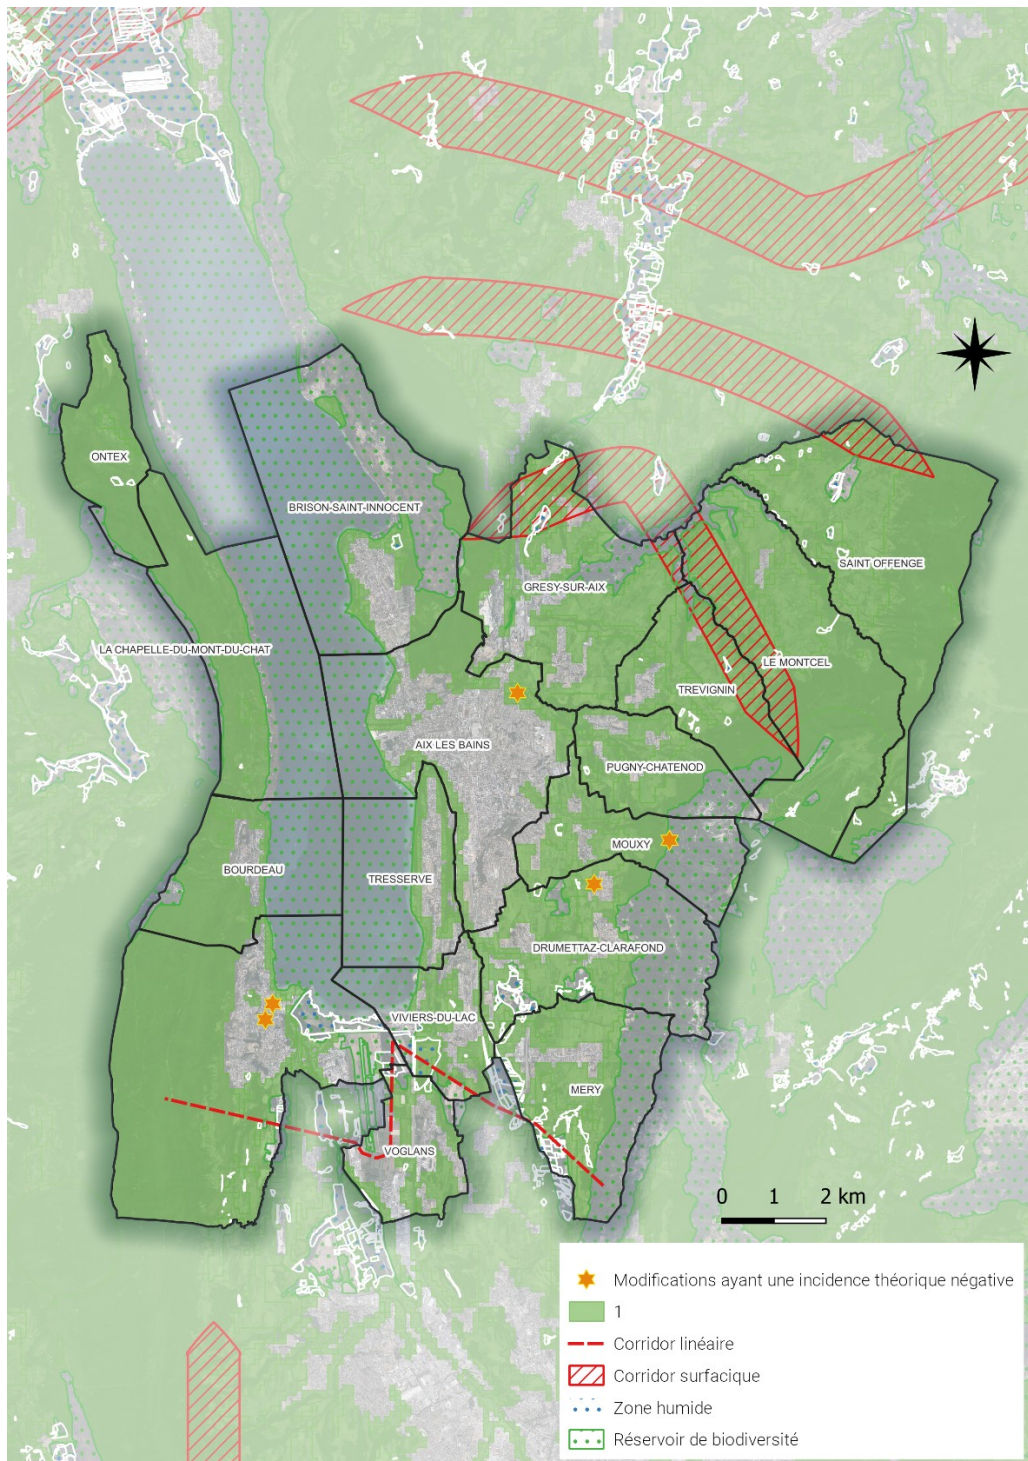 ONTEX
BRISON-SAINT-INNOCENT
SAINT OFFENGE
GRESY-SUR-AIX
LA CHAPELLE-DU-MONT-DU-CHAT
LE MONTCEL
TREVIGNIN
AIX LES BAINS
PUGNY-CHATENOD
MOUXY
BOURDEAU
TRESSERVE
DRUMETTAZ-CLARAFOND
VIVIERS-DU-LAC
MERY
VOGLANS
0 1 2 km
Modifications ayant une incidence théorique négative
1
Corridor linéaire
Corridor surfacique
Zone humide
Réservoir de biodiversité